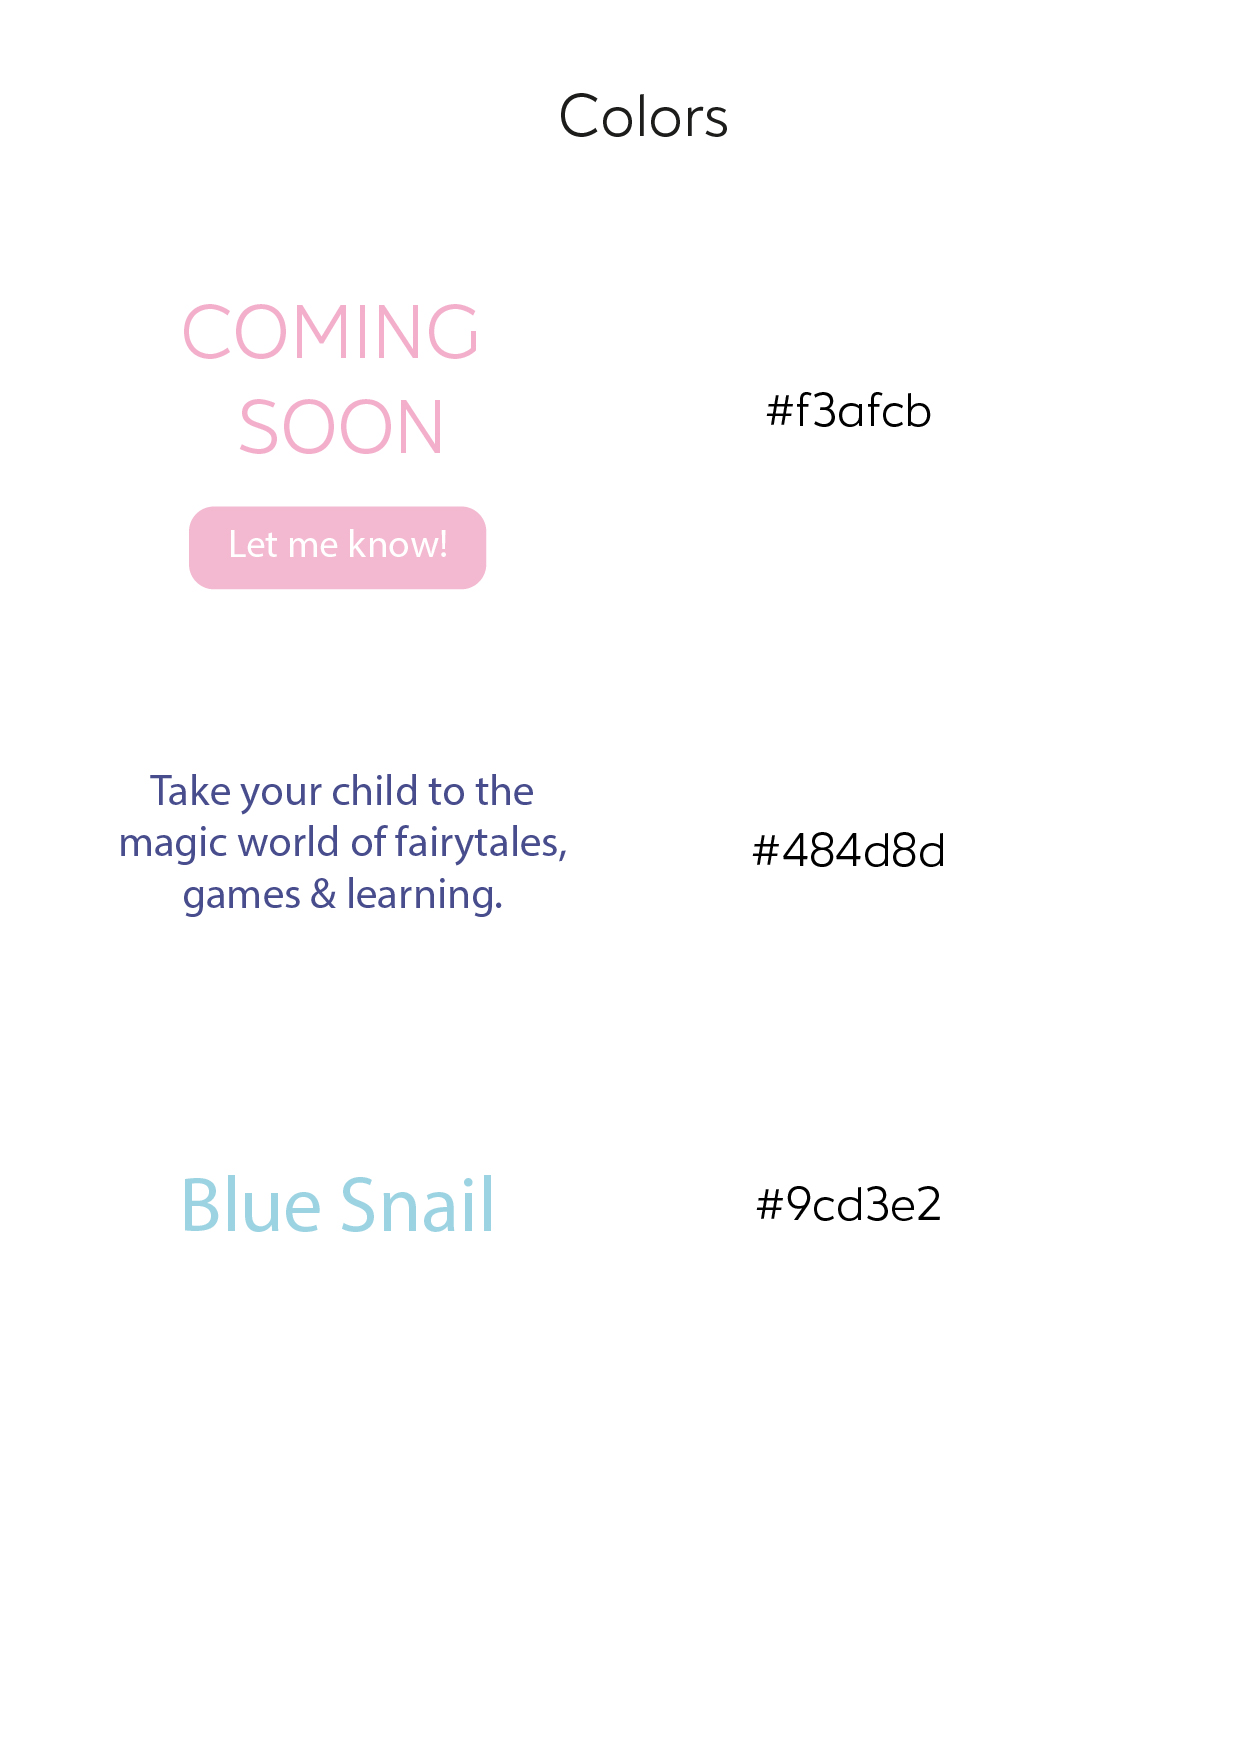 Colors
COMING
SOON
#f3afcb
Let me know!
Take your child to the
magic world of fairytales,
games & learning.
#484d8d
Blue Snail
#9cd3e2